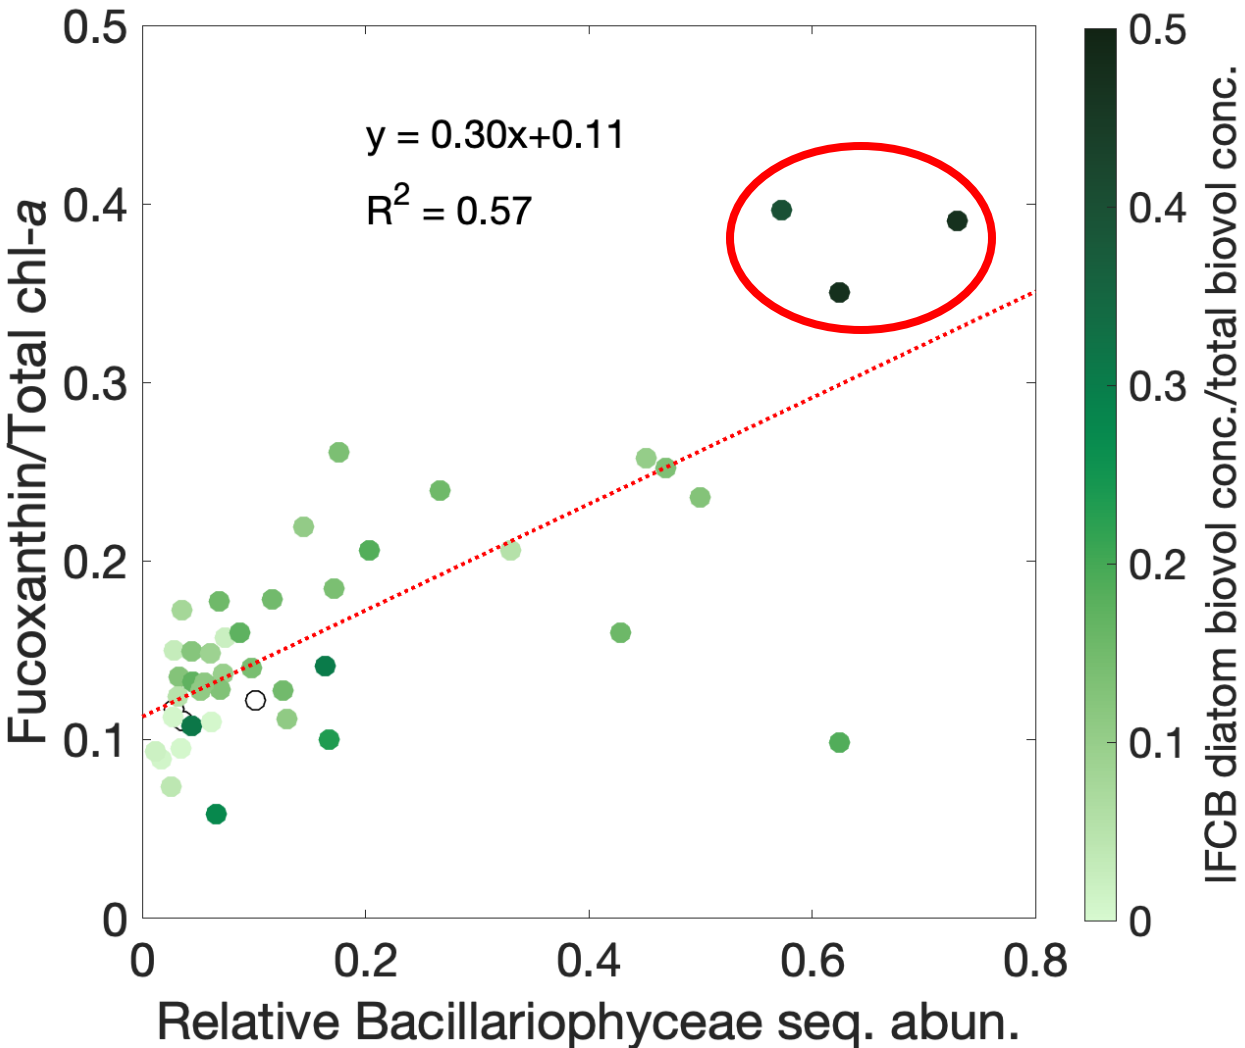 0.5
0.4
0.3
0.2
0.1
0
Fucoxanthin/Total chl-a
y = 0.30x+0.11
R² = 0.57
0 0.2 0.4 0.6 0.8
Relative Bacillariophyceae seq. abun.
0.5
0.4
0.3
0.2
0.1
0
IFCB diatom biovol conc./total biovol conc.